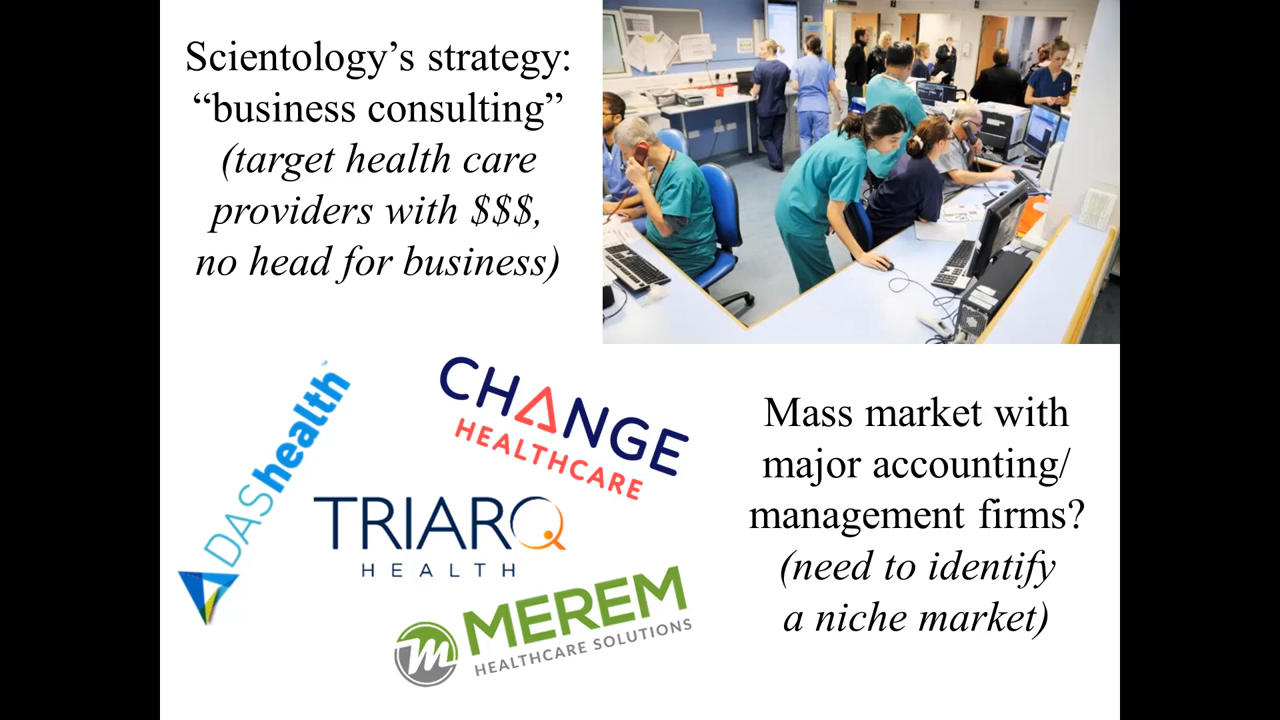 Scientology’s strategy:
“business consulting”
(target health care
providers with $$$,
no head for business)
DAShealth™
CHANGE
HEALTHCARE
TRIARQ
HEALTH
m MEREM
HEALTHCARE SOLUTIONS
Mass market with
major accounting/
management firms?
(need to identify
a niche market)